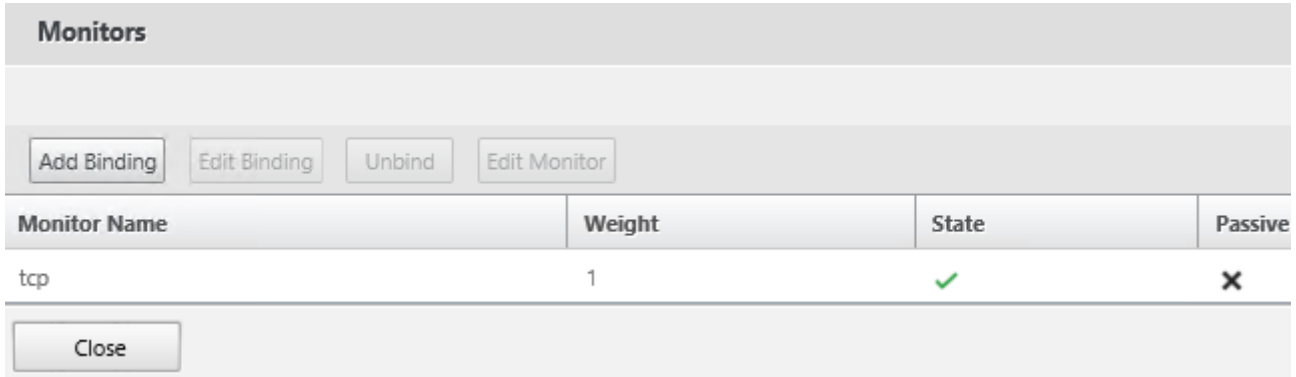 Monitors
Add Binding Edit Binding Unbind Edit Monitor
Monitor Name Weight State Passive
tcp 1
Close